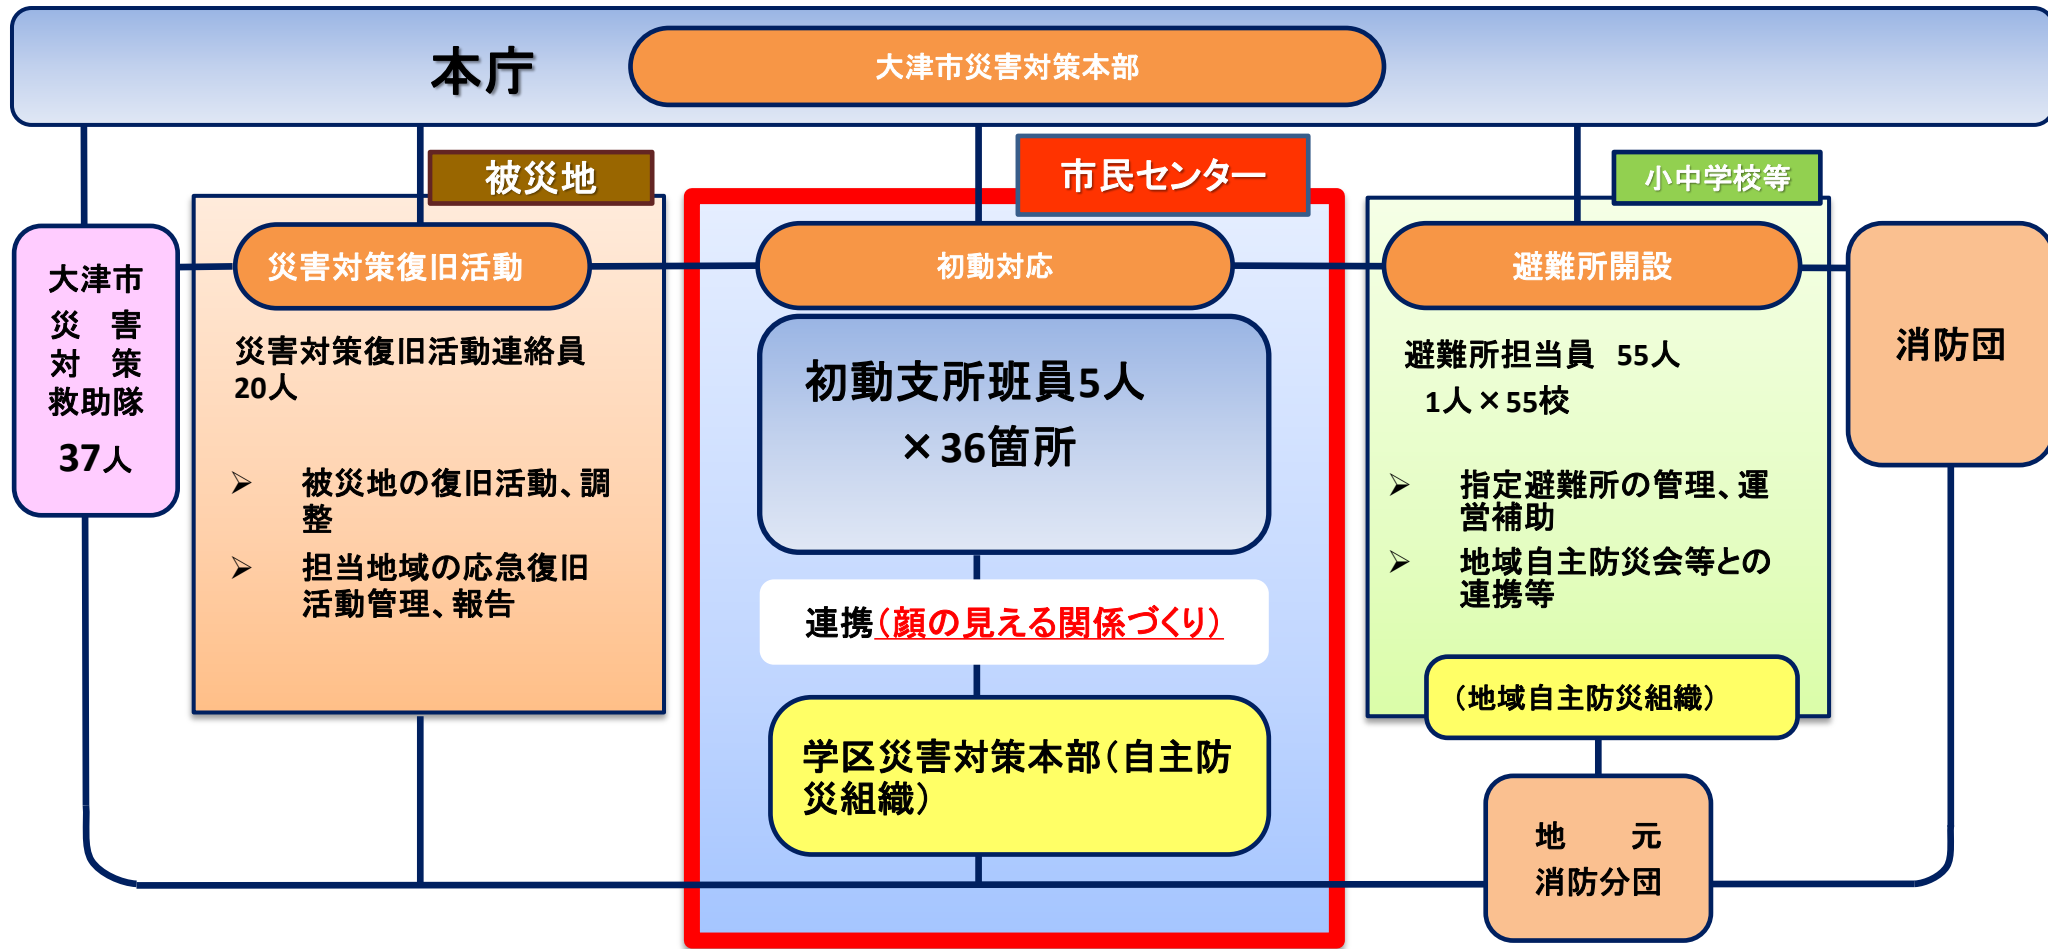 本庁
大津市災害対策本部
被災地
市民センター
小中学校等
大津市
災　害
対　策
救助隊
37人
災害対策復旧活動
災害対策復旧活動連絡員
20人
➢ 被災地の復旧活動、調
整
➢ 担当地域の応急復旧
活動管理、報告
初動対応
初動支所班員5人
×36箇所
連携（顔の見える関係づくり）
学区災害対策本部（自主防
災組織）
避難所開設
避難所担当員　55人
1人×55校
➢ 指定避難所の管理、運
営補助
➢ 地域自主防災会等との
連携等
（地域自主防災組織）
消防団
地　　元
消防分団